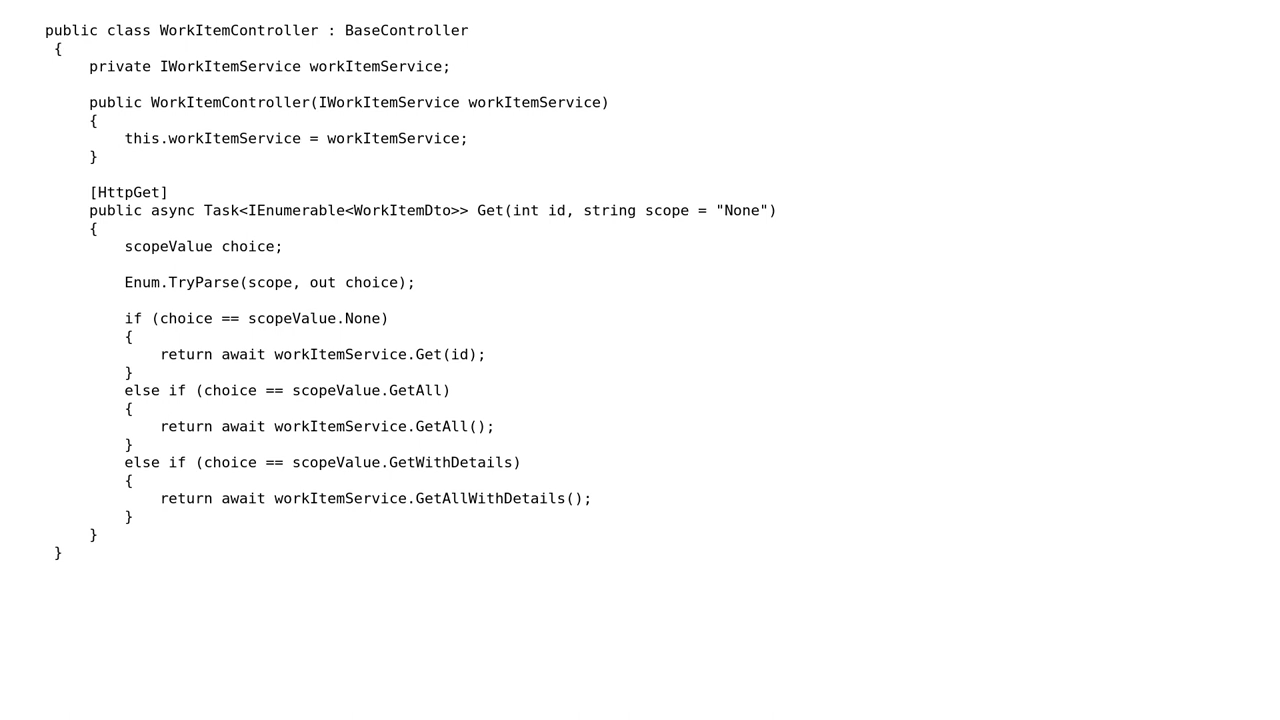 public class WorkItemController : BaseController
{
private IWorkItemService workItemService;
public WorkItemController(IWorkItemService workItemService)
{
this.workItemService = workItemService;
}
[HttpGet]
public async Task<IEnumerable<WorkItemDto>> Get(int id, string scope = "None")
{
scopeValue choice;
Enum.TryParse(scope, out choice);
if (choice == scopeValue.None)
{
return await workItemService.Get(id);
}
else if (choice == scopeValue.GetAll)
{
return await workItemService.GetAll();
}
else if (choice == scopeValue.GetWithDetails)
{
return await workItemService.GetAllWithDetails();
}
}
}